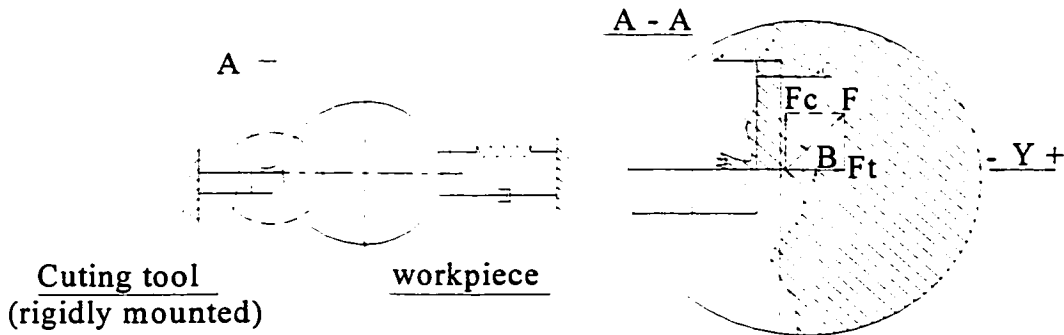 A - A
A
Fc F
B Ft
- Y +
Cuting tool
(rigidly mounted)
workpiece